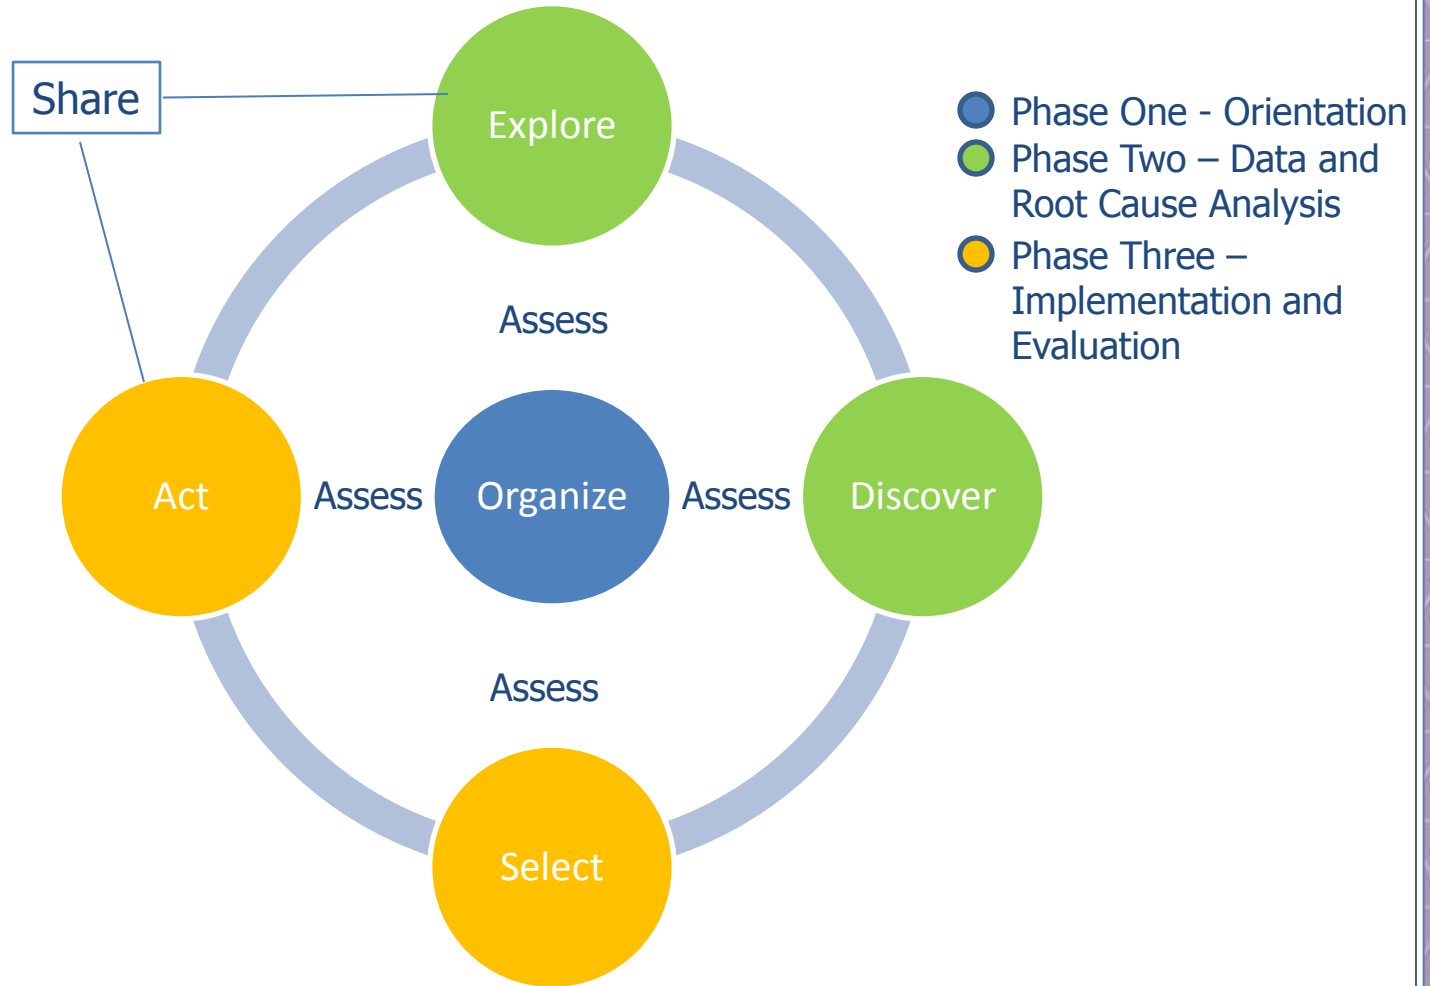 Share
Explore
Phase One - Orientation
Phase Two – Data and
Root Cause Analysis
Phase Three –
Implementation and
Evaluation
Assess
Act
Assess
Organize
Assess
Discover
Assess
Select